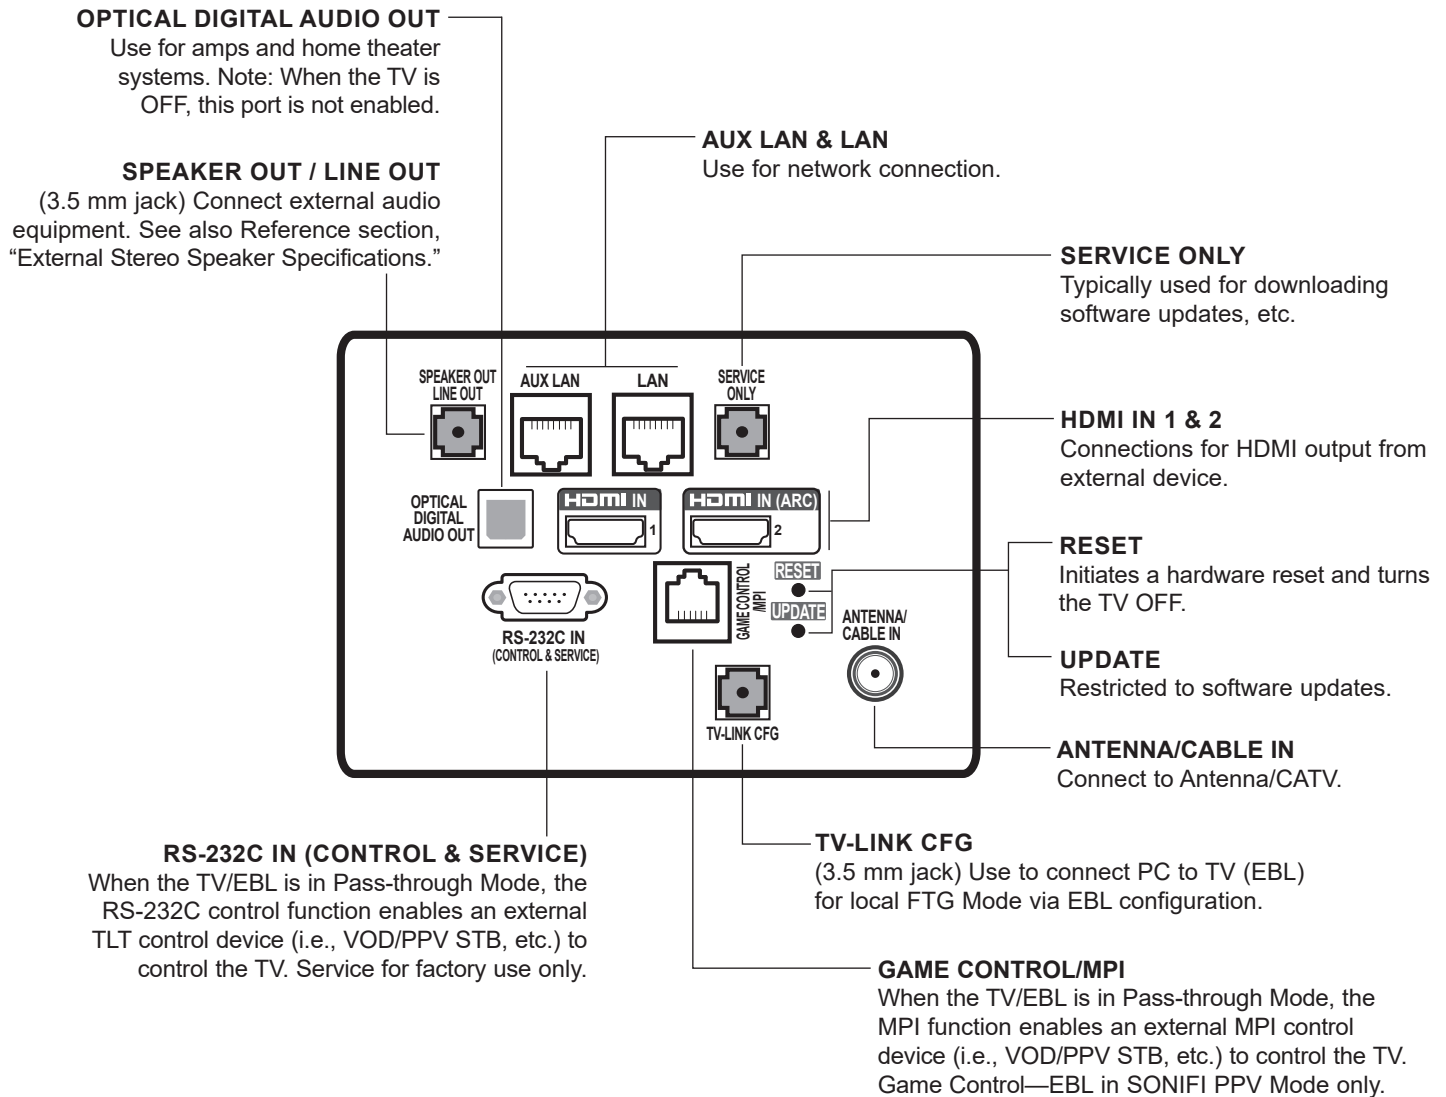 OPTICAL DIGITAL AUDIO OUT
Use for amps and home theater
systems. Note: When the TV is
OFF, this port is not enabled.
AUX LAN & LAN
Use for network connection.
SPEAKER OUT / LINE OUT
(3.5 mm jack) Connect external audio
equipment. See also Reference section,
“External Stereo Speaker Specifications.”
SERVICE ONLY
Typically used for downloading
software updates, etc.
SPEAKER OUT
LINE OUT
AUX LAN
LAN
SERVICE
ONLY
HDMI IN 1 & 2
Connections for HDMI output from
external device.
OPTICAL
DIGITAL
AUDIO OUT
HDMI IN
1
HDMI IN (ARC)
2
RESET
Initiates a hardware reset and turns
the TV OFF.
RS-232C IN
(CONTROL & SERVICE)
GAME CONTROL
/MPI
RESET
UPDATE
ANTENNA/
CABLE IN
UPDATE
Restricted to software updates.
TV-LINK CFG
ANTENNA/CABLE IN
Connect to Antenna/CATV.
RS-232C IN (CONTROL & SERVICE)
When the TV/EBL is in Pass-through Mode, the
RS-232C control function enables an external
TLT control device (i.e., VOD/PPV STB, etc.) to
control the TV. Service for factory use only.
TV-LINK CFG
(3.5 mm jack) Use to connect PC to TV (EBL)
for local FTG Mode via EBL configuration.
GAME CONTROL/MPI
When the TV/EBL is in Pass-through Mode, the
MPI function enables an external MPI control
device (i.e., VOD/PPV STB, etc.) to control the TV.
Game Control—EBL in SONIFI PPV Mode only.